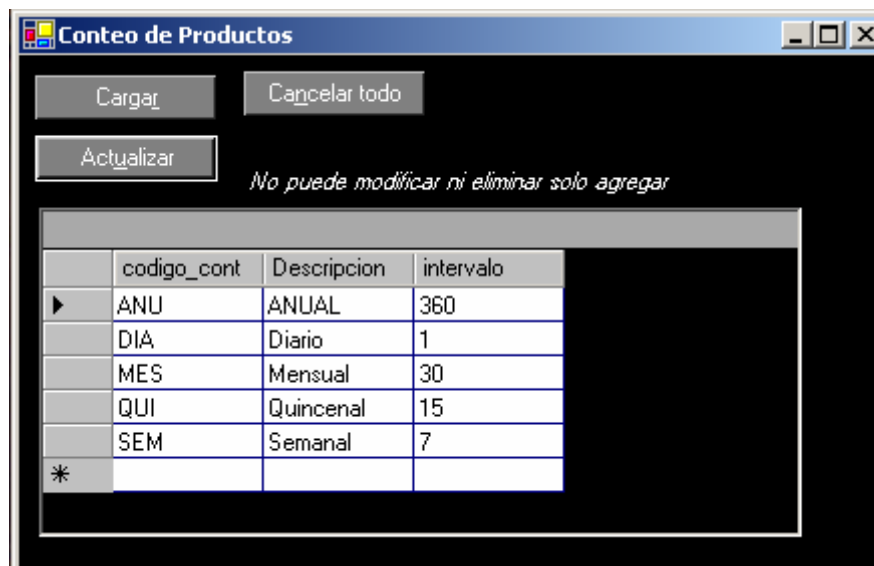 Conteo de Productos
Cargar
Cancelar todo
Actualizar
No puede modificar ni eliminar solo agregar
codigo_cont Descripcion intervalo
ANU ANUAL 360
DIA Diario 1
MES Mensual 30
QUI Quincenal 15
SEM Semanal 7